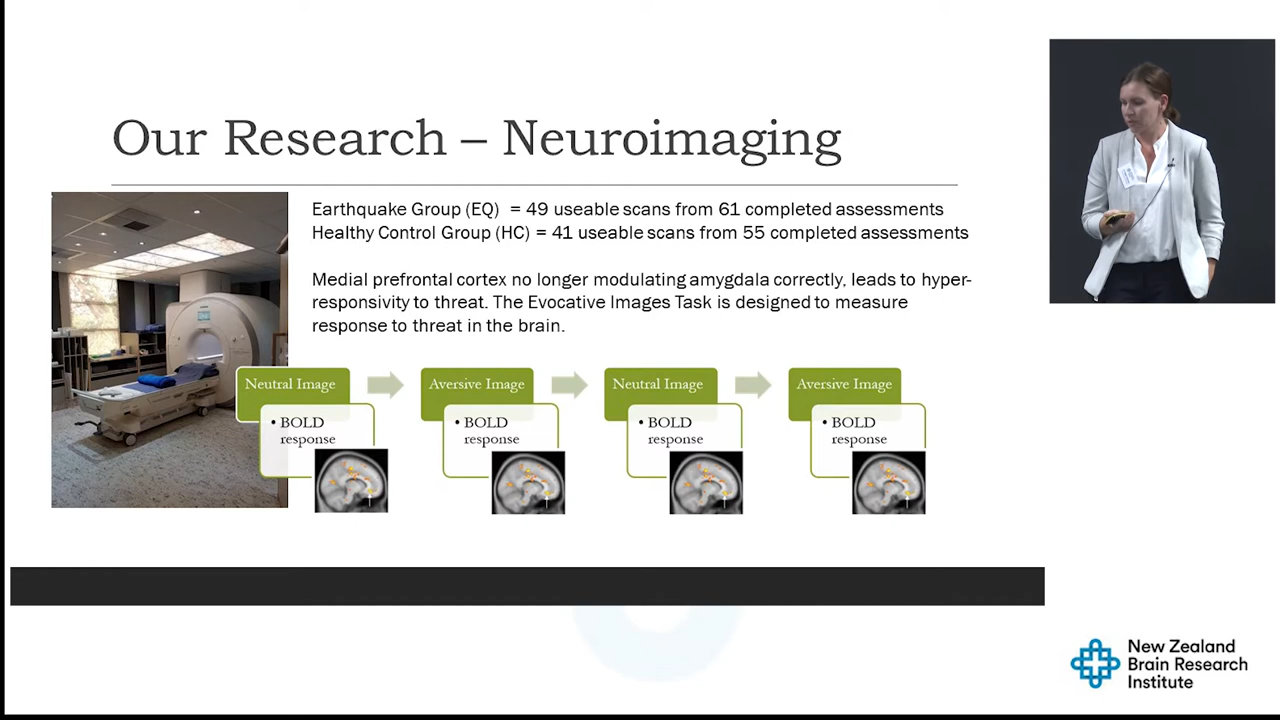 Our Research – Neuroimaging
Earthquake Group (EQ) = 49 useable scans from 61 completed assessments
Healthy Control Group (HC) = 41 useable scans from 55 completed assessments
Medial prefrontal cortex no longer modulating amygdala correctly, leads to hyper-
responsivity to threat. The Evocative Images Task is designed to measure
response to threat in the brain.
Neutral Image
• BOLD
response
Aversive Image
• BOLD
response
Neutral Image
• BOLD
response
Aversive Image
• BOLD
response
New Zealand
Brain Research
Institute